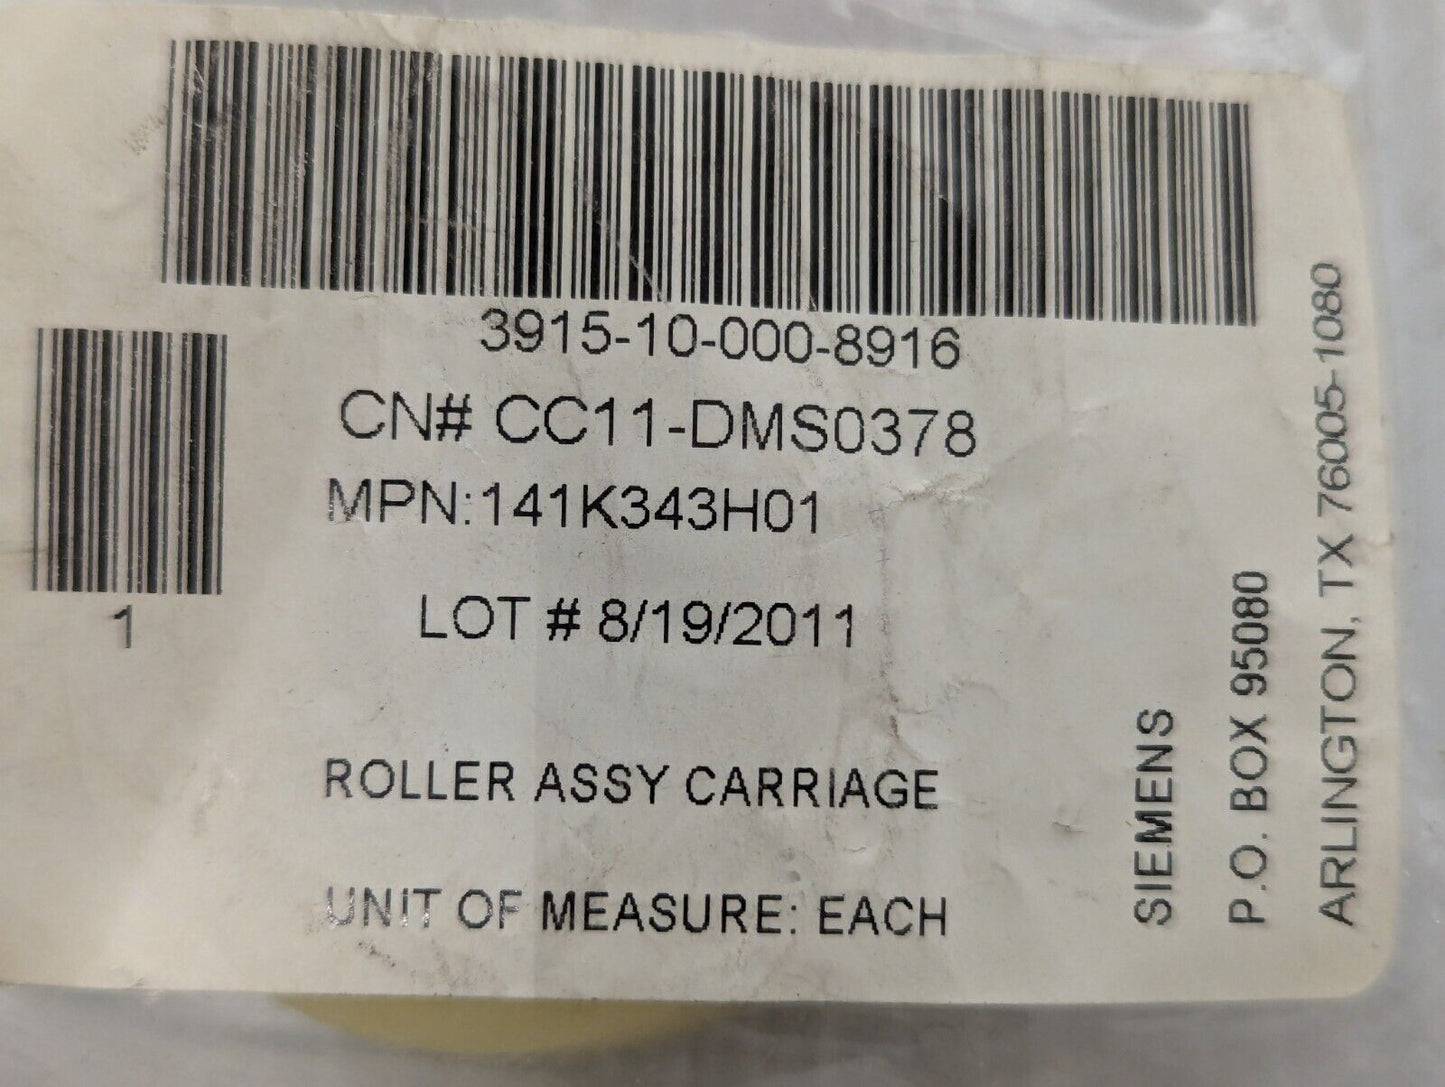 3915-10-000-8916
CN# CC11-DMS0378
MPN:141K343H01
1
LOT # 8/19/2011
ROLLER ASSY CARRIAGE
UNIT OF MEASURE: EACH
SIEMENS
P.O. BOX 95080
ARLINGTON, TX 76005-1080